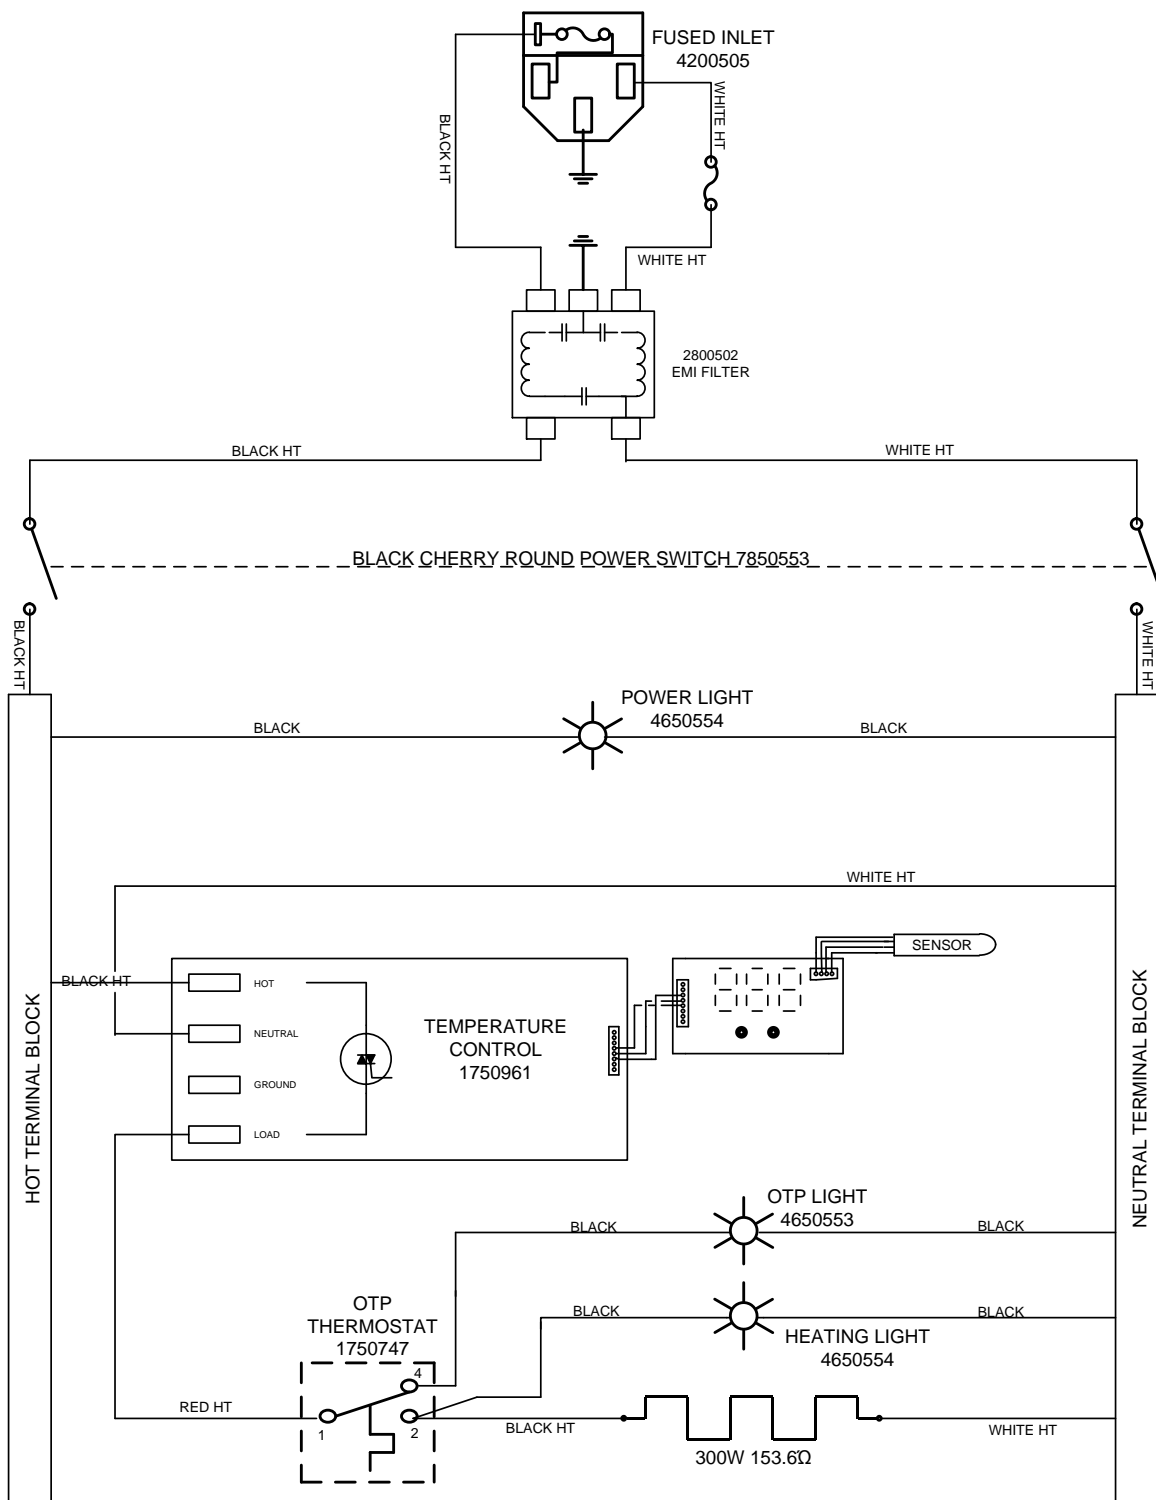 FUSED INLET
4200505
WHITE HT
BLACK HT
WHITE HT
2800502
EMI FILTER
BLACK HT
WHITE HT
BLACK CHERRY ROUND POWER SWITCH 7850553
BLACK HT
WHITE HT
POWER LIGHT
4650554
BLACK
BLACK
WHITE HT
SENSOR
BLACK HT
HOT
NEUTRAL
GROUND
LOAD
TEMPERATURE
CONTROL
1750961
HOT TERMINAL BLOCK
NEUTRAL TERMINAL BLOCK
OTP LIGHT
4650553
BLACK
BLACK
OTP
THERMOSTAT
1750747
BLACK
BLACK
HEATING LIGHT
4650554
4
RED HT
1
2
BLACK HT
WHITE HT
300W 153.6Ω